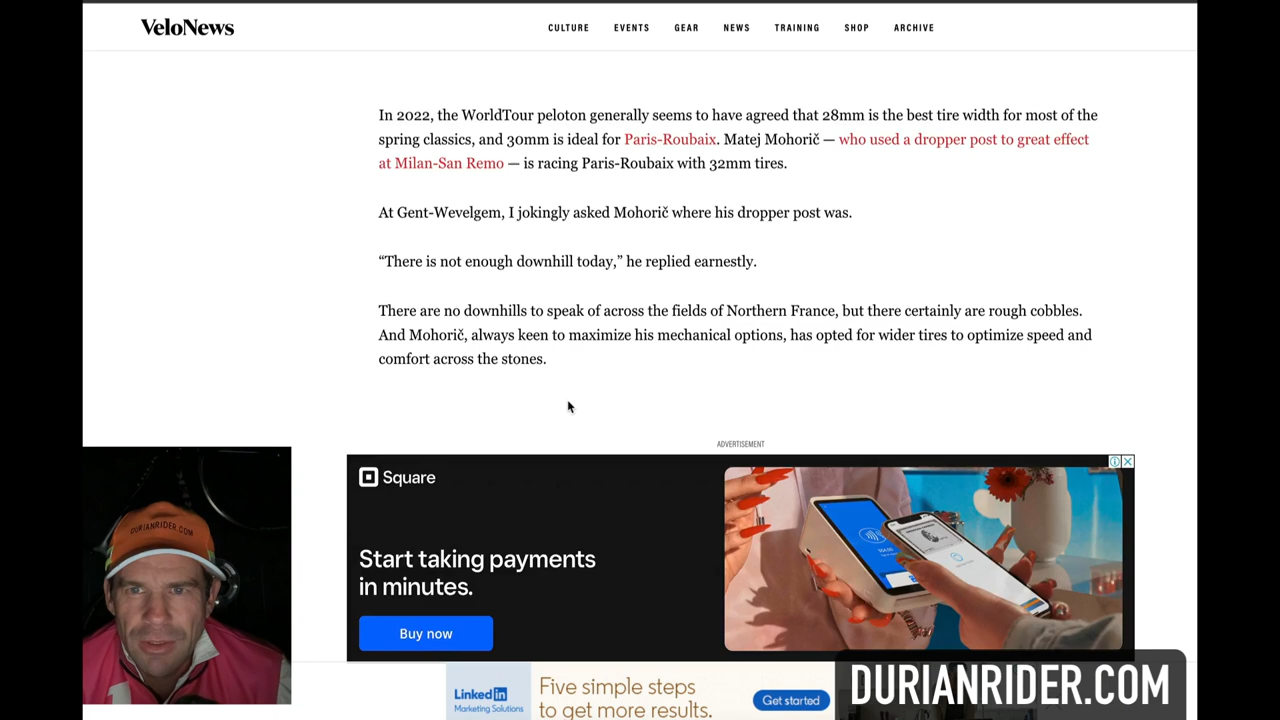 VeloNews
CULTURE EVENTS GEAR NEWS TRAINING SHOP ARCHIVE
In 2022, the WorldTour peloton generally seems to have agreed that 28mm is the best tire width for most of the
spring classics, and 30mm is ideal for Paris-Roubaix. Matej Mohorič — who used a dropper post to great effect
at Milan-San Remo — is racing Paris-Roubaix with 32mm tires.
At Gent-Wevelgem, I jokingly asked Mohorič where his dropper post was.
“There is not enough downhill today,” he replied earnestly.
There are no downhills to speak of across the fields of Northern France, but there certainly are rough cobbles.
And Mohorič, always keen to maximize his mechanical options, has opted for wider tires to optimize speed and
comfort across the stones.
ADVERTISEMENT
Square
Start taking payments
in minutes.
Buy now
DURIANRIDER.COM
LinkedIn
Marketing Solutions
Five simple steps
to get more results.
Get started
DURIANRIDER.COM